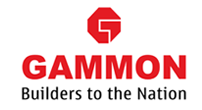 GAMMON
Builders to the Nation